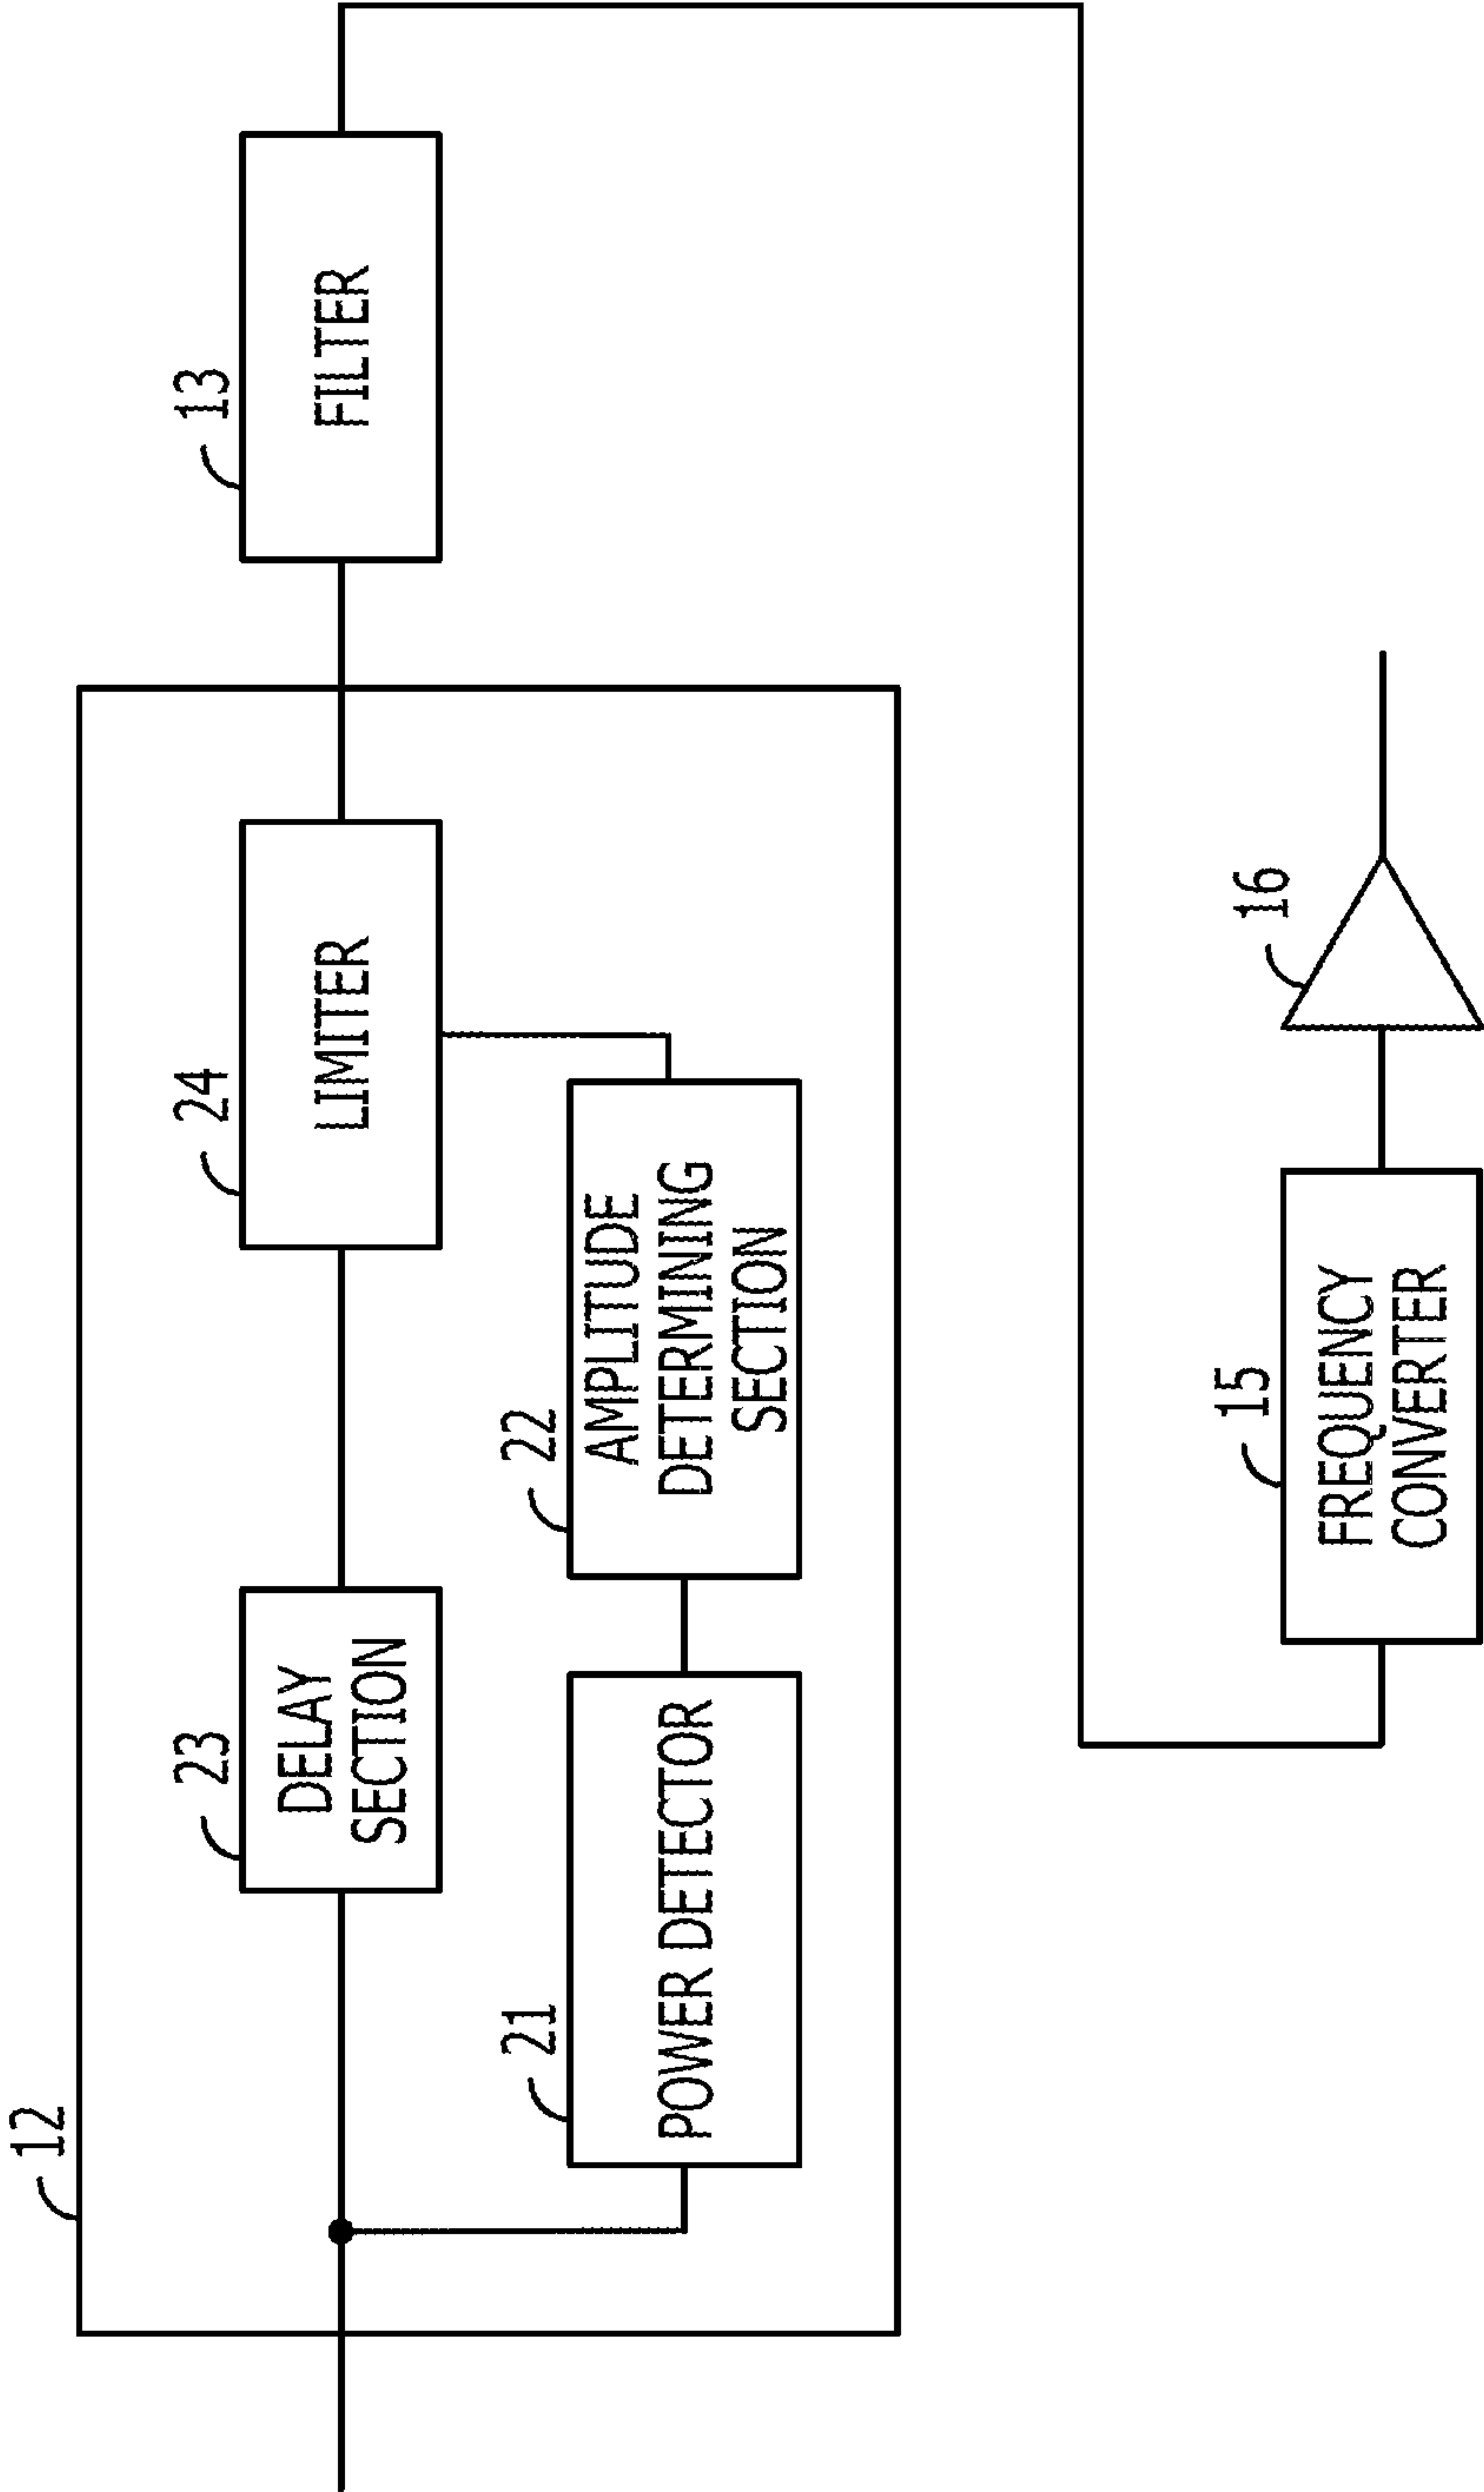 12
23
DELAY
SECTION
24
LIMITER
13
FILTER
21
POWER DETECTOR
22
AMPLITUDE
DETERMINING
SECTION
15
FREQUENCY
CONVERTER
16